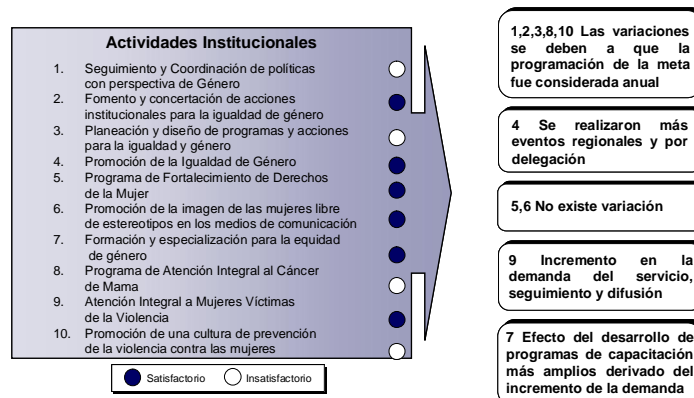 Actividades Institucionales
1. Seguimiento y Coordinación de políticas
con perspectiva de Género
2. Fomento y concertación de acciones
institucionales para la igualdad de género
3. Planeación y diseño de programas y acciones
para la igualdad y género
4. Promoción de la Igualdad de Género
5. Programa de Fortalecimiento de Derechos
de la Mujer
6. Promoción de la imagen de las mujeres libre
de estereotipos en los medios de comunicación
7. Formación y especialización para la equidad
de género
8. Programa de Atención Integral al Cáncer
de Mama
9. Atención Integral a Mujeres Víctimas
de la Violencia
10. Promoción de una cultura de prevención
de la violencia contra las mujeres
Satisfactorio Insatisfactorio
1,2,3,8,10 Las variaciones
se deben a que la
programación de la meta
fue considerada anual
4 Se realizaron más
eventos regionales y por
delegación
5,6 No existe variación
9 Incremento en la
demanda del servicio,
seguimiento y difusión
7 Efecto del desarrollo de
programas de capacitación
más amplios derivado del
incremento de la demanda